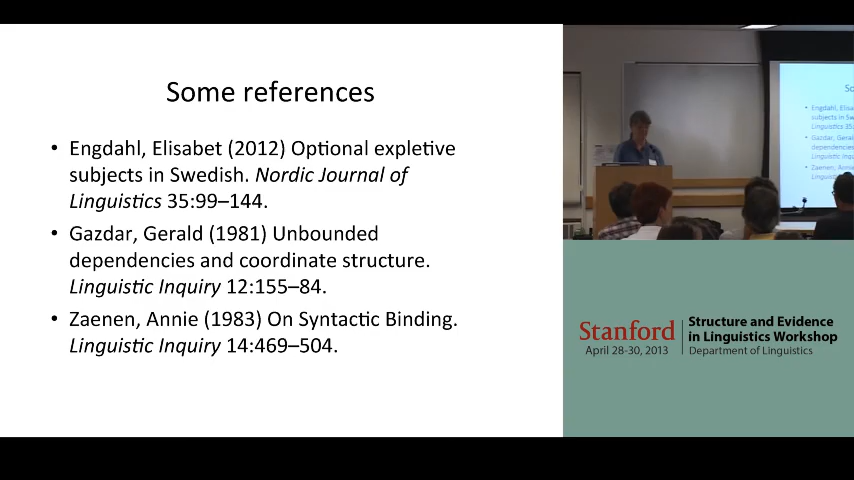 Some references
• Engdahl, Elisabet (2012) Optional expletive
subjects in Swedish. Nordic Journal of
Linguistics 35:99–144.
• Gazdar, Gerald (1981) Unbounded
dependencies and coordinate structure.
Linguistic Inquiry 12:155–84.
• Zaenen, Annie (1983) On Syntactic Binding.
Linguistic Inquiry 14:469–504.
Stanford
April 28-30, 2013
Structure and Evidence
in Linguistics Workshop
Department of Linguistics